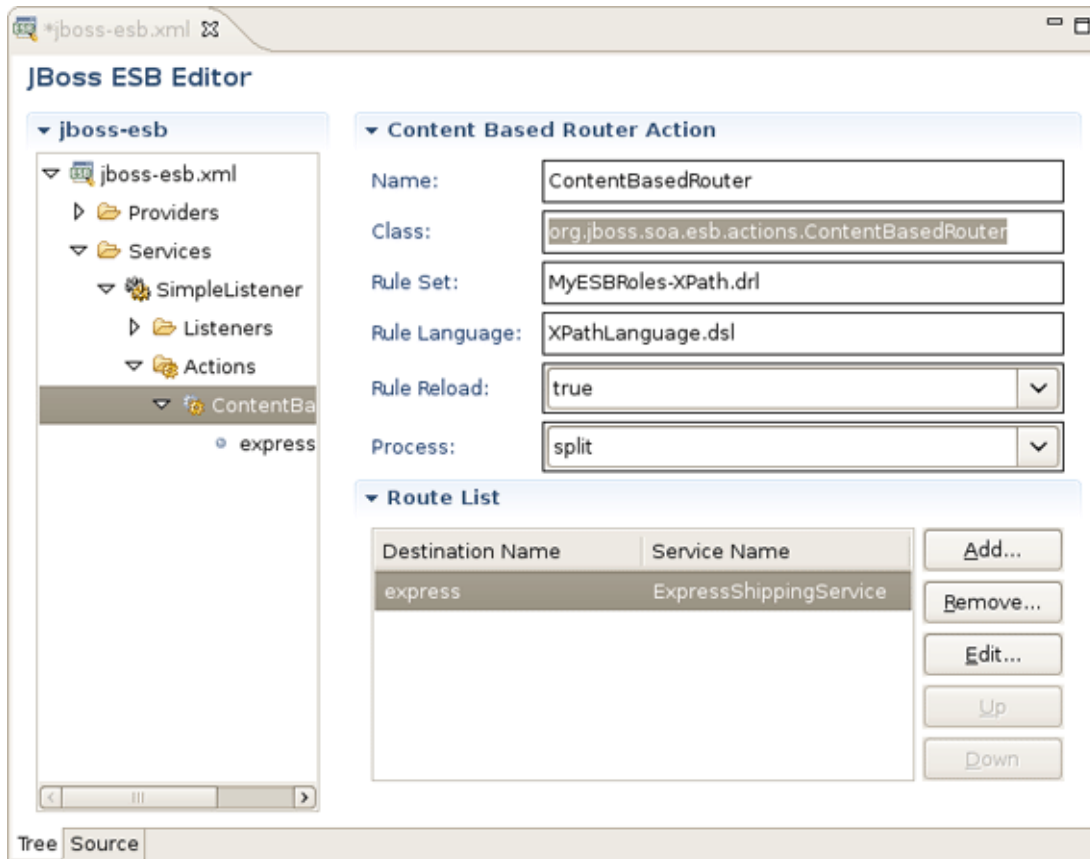 *jboss-esb.xml
JBoss ESB Editor
jboss-esb
jboss-esb.xml
Providers
Services
SimpleListener
Listeners
Actions
ContentBa
express
Content Based Router Action
Name: ContentBasedRouter
Class: org.jboss.soa.esb.actions.ContentBasedRouter
Rule Set: MyESBRoles-XPath.drl
Rule Language: XPathLanguage.dsl
Rule Reload: true
Process: split
Route List
Destination Name Service Name
express ExpressShippingService
Add...
Remove...
Edit...
Up
Down
Tree Source